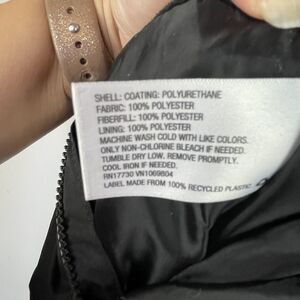 SHELL: COATING: POLYURETHANE
FABRIC: 100% POLYESTER
FIBERFILL: 100% POLYESTER
LINING: 100% POLYESTER
MACHINE WASH COLD WITH LIKE COLORS.
ONLY NON-CHLORINE BLEACH IF NEEDED.
TUMBLE DRY LOW. REMOVE PROMPTLY.
COOL IRON IF NEEDED.
RN17730 VN1069804
LABEL MADE FROM 100% RECYCLED PLASTIC